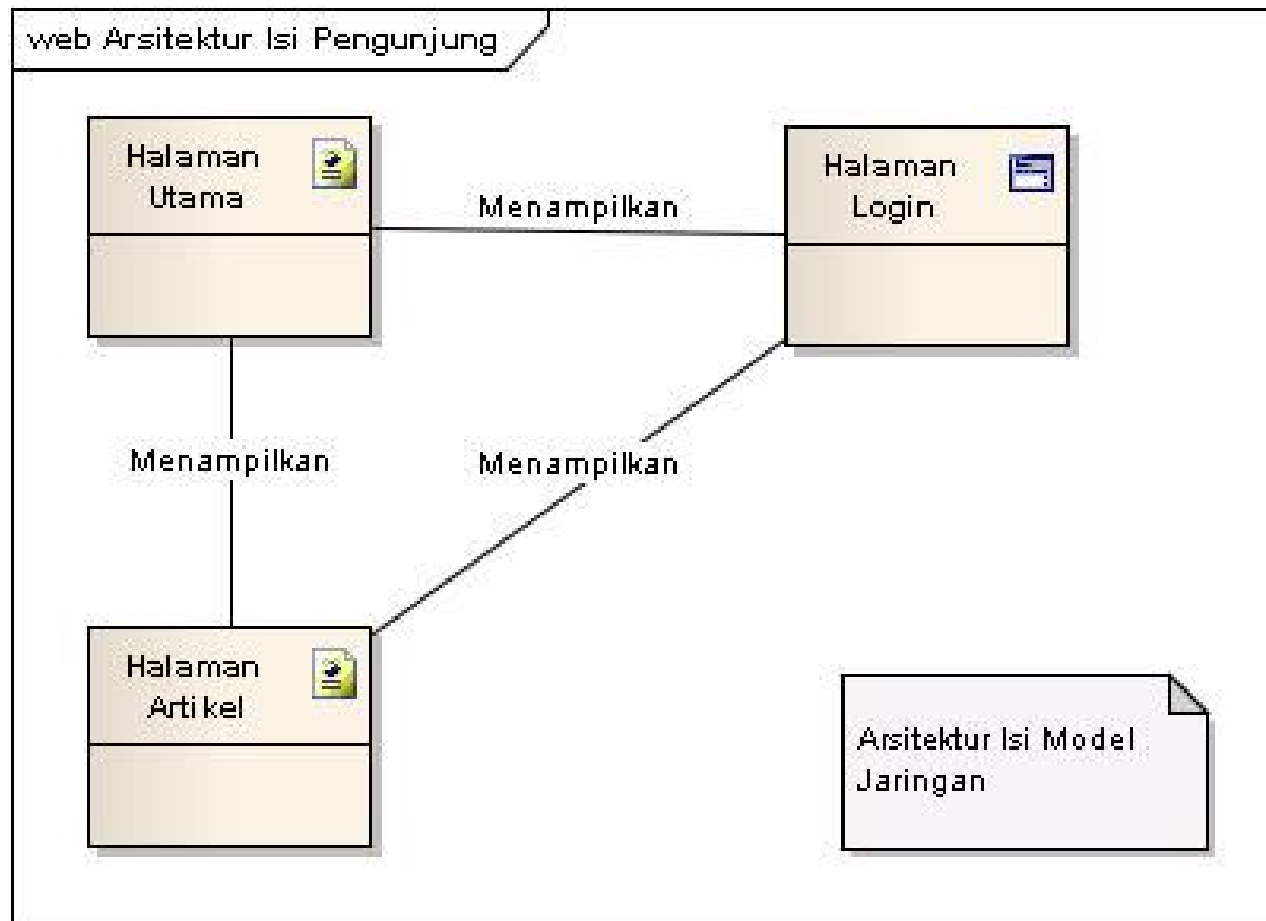 web Arsitektur Isi Pengunjung
Halaman
Utama
Menampilkan
Halaman
Login
Menampilkan
Menampilkan
Halaman
Artikel
Arsitektur Isi Model
Jaringan